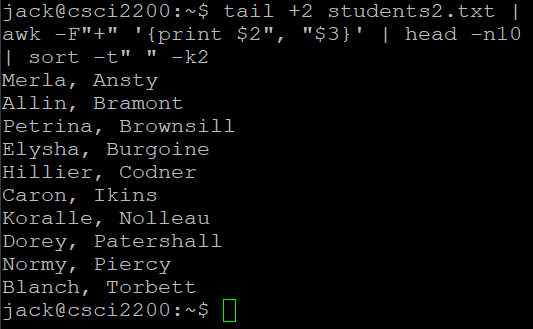 jack@csci2200:~$ tail +2 students2.txt |
awk -F"+" '{print $2", "$3}' | head -n10
| sort -t" " -k2
Merla, Ansty
Allin, Bramont
Petrina, Brownsill
Elysha, Burgoine
Hillier, Codner
Caron, Ikins
Koralle, Nolleau
Dorey, Patershall
Normy, Piercy
Blanch, Torbett
jack@csci2200:~$